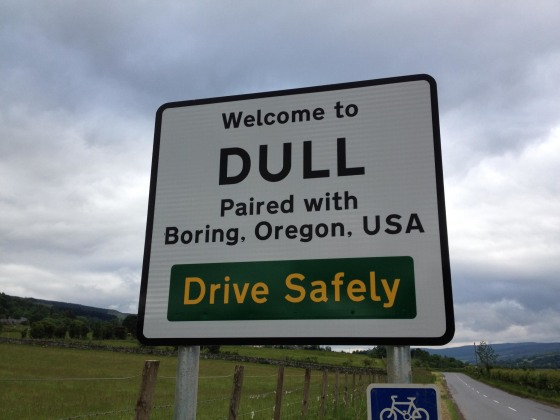 Welcome to
DULL
Paired with
Boring, Oregon, USA
Drive Safely